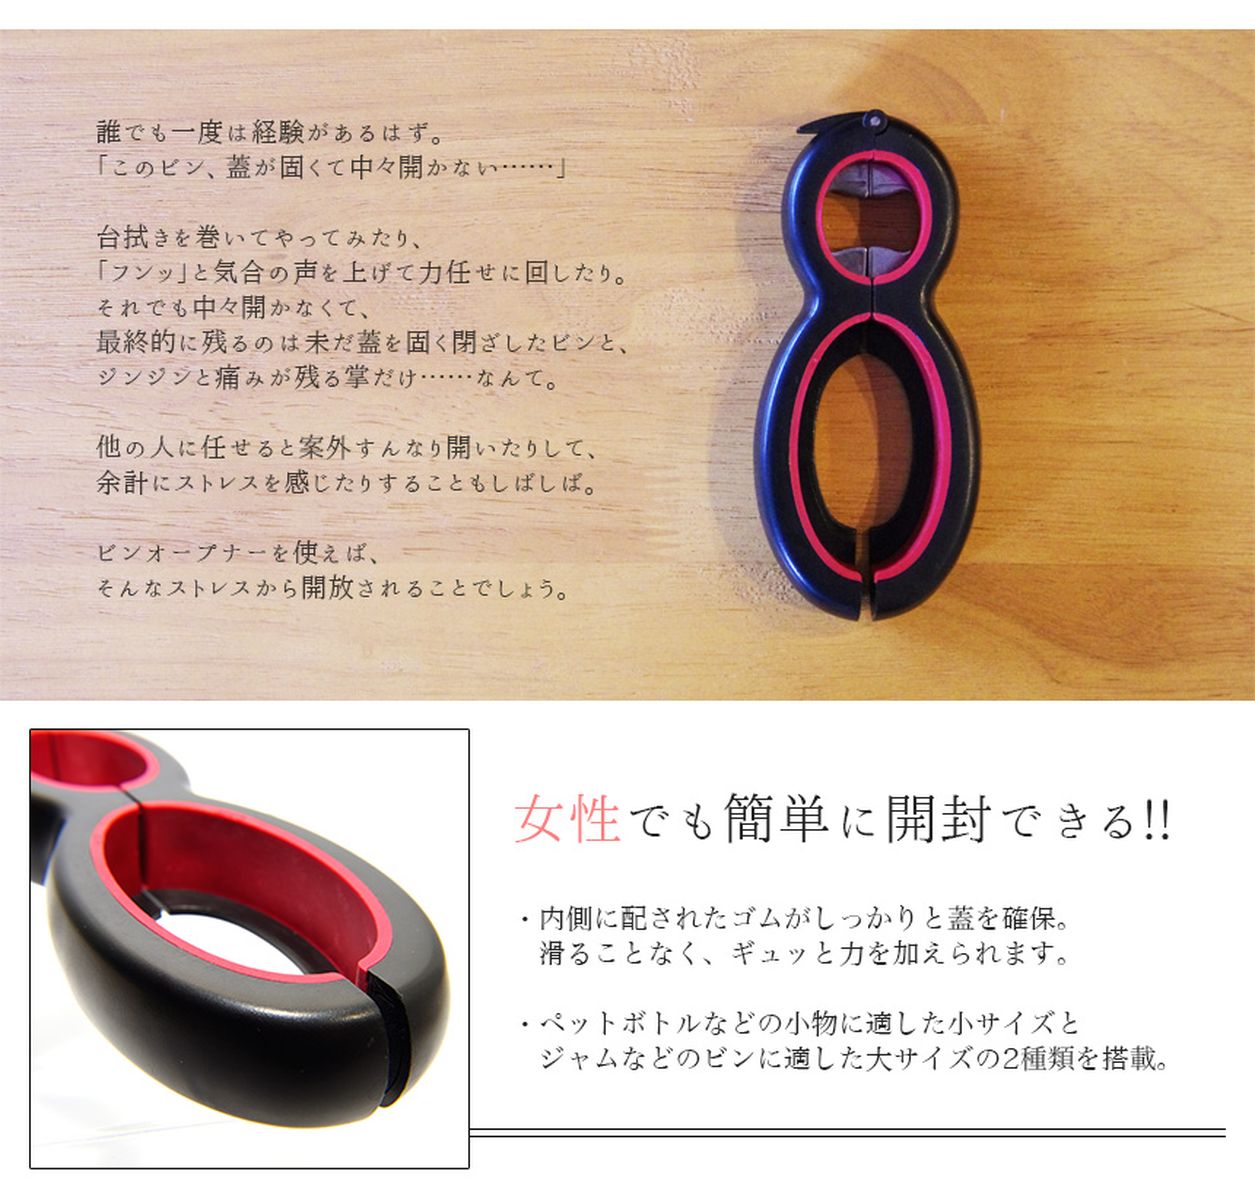 誰でも一度は経験があるはず。
「このビン、蓋が固くて中々開かない……」
台拭きを巻いてやってみたり、
「フンッ」と気合の声を上げて力任せに回したり。
それでも中々開かなくて、
最終的に残るのは未だ蓋を固く閉ざしたビンと、
ジンジンと痛みが残る掌だけ……なんて。
他の人に任せると案外すんなり開いたりして、
余計にストレスを感じたりすることもしばしば。
ビンオープナーを使えば、
そんなストレスから開放されることでしょう。
女性でも簡単に開封できる!!
・内側に配されたゴムがしっかりと蓋を確保。
滑ることなく、ギュッと力を加えられます。
・ペットボトルなどの小物に適した小サイズと
ジャムなどのビンに適した大サイズの2種類を搭載。